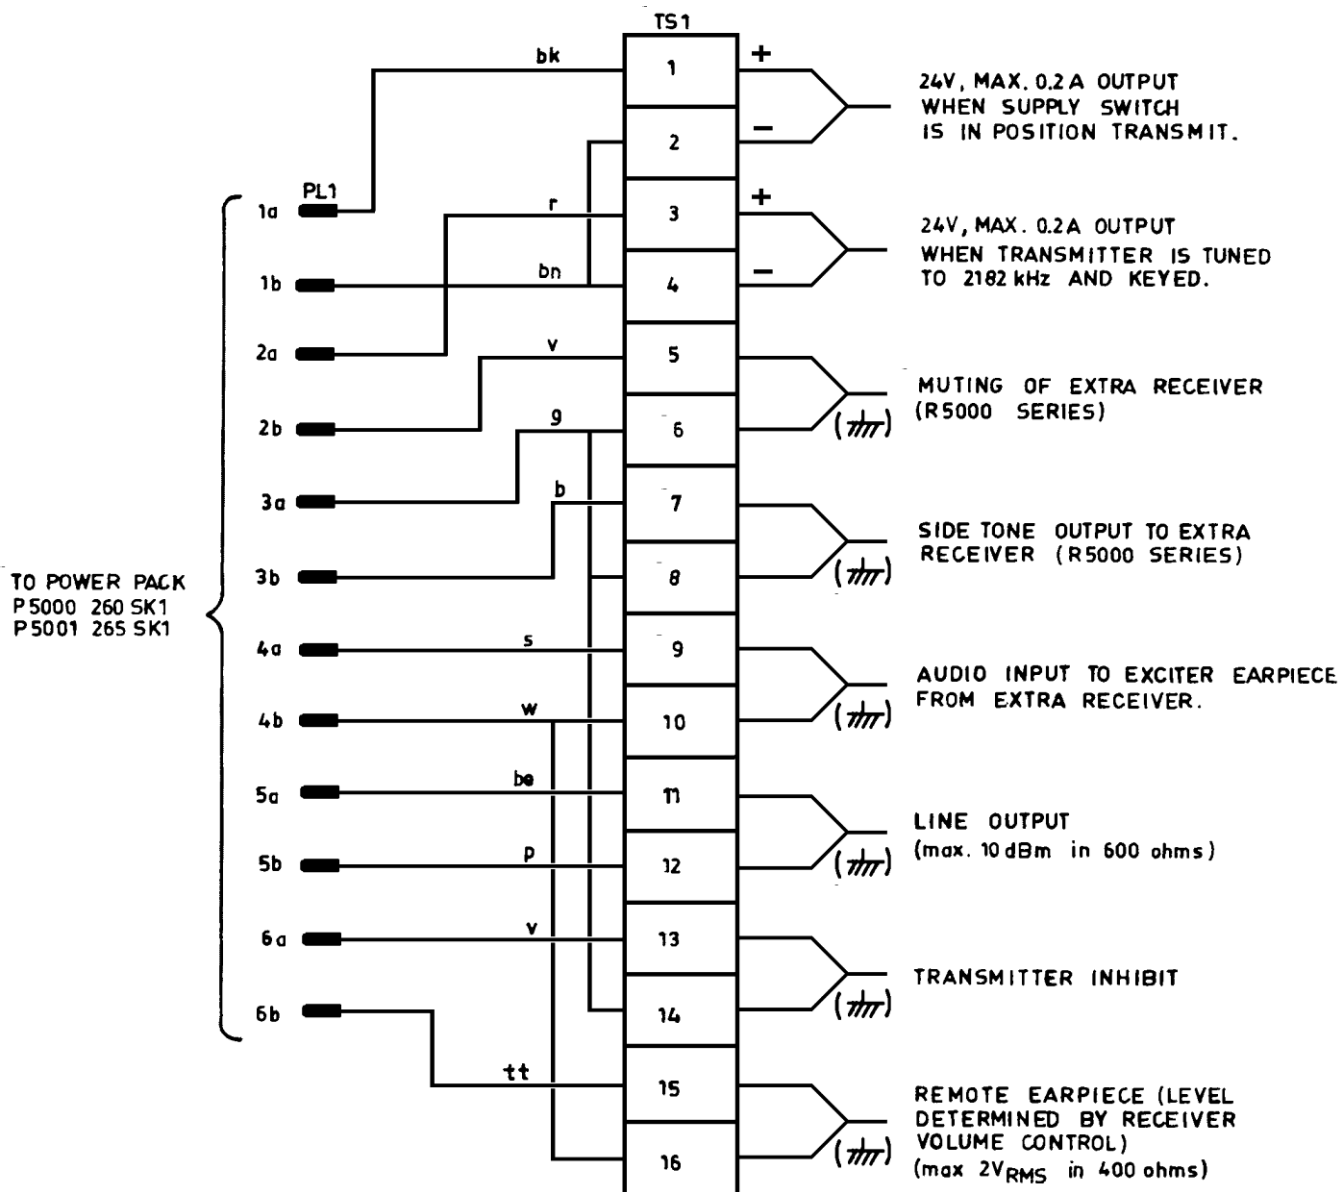 TS1
bk
1
+
24V, MAX. 0.2 A OUTPUT
WHEN SUPPLY SWITCH
IS IN POSITION TRANSMIT.
2
−
PL1
1a
r
3
+
24V, MAX. 0.2A OUTPUT
WHEN TRANSMITTER IS TUNED
TO 2182 kHz AND KEYED.
1b
bn
4
−
2a
v
5
MUTING OF EXTRA RECEIVER
(R5000 SERIES)
2b
g
6
( )
3a
b
7
SIDE TONE OUTPUT TO EXTRA
RECEIVER (R5000 SERIES)
3b
8
( )
TO POWER PACK
P5000 260 SK1
P5001 265 SK1
4a
s
9
AUDIO INPUT TO EXCITER EARPIECE
FROM EXTRA RECEIVER.
4b
w
10
( )
5a
be
11
LINE OUTPUT
(max. 10 dBm in 600 ohms)
5b
p
12
( )
6a
v
13
TRANSMITTER INHIBIT
6b
14
( )
tt
15
REMOTE EARPIECE (LEVEL
DETERMINED BY RECEIVER
VOLUME CONTROL)
(max 2VRMS in 400 ohms)
16
( )